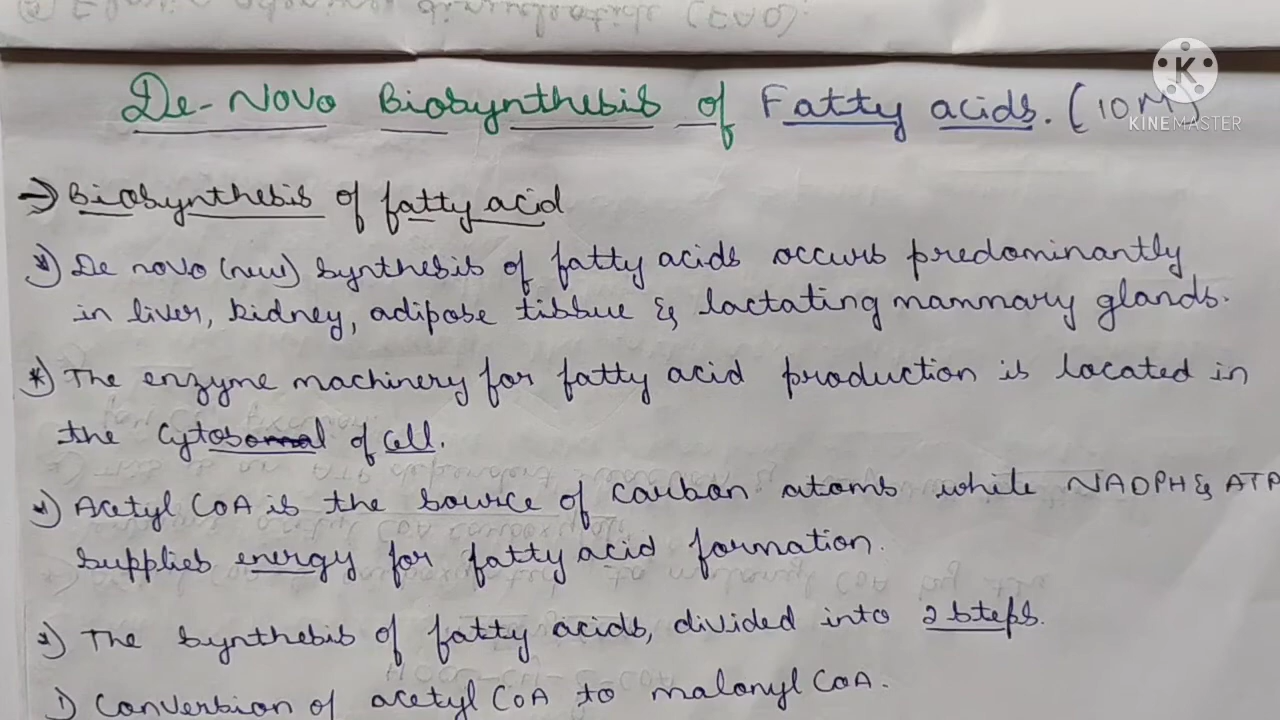 De-Novo Biosynthesis of Fatty acids. (10M)
K
KINEMASTER
→ Biosynthesis of fatty acid
*) De novo (new) synthesis of fatty acids occurs predominantly
in liver, kidney, adipose tissue & lactating mammary glands.
*) The enzyme machinery for fatty acid production is located in
the cytosomal of cell.
*) Acetyl CoA is the source of carbon atoms while NADPH & ATP
supplies energy for fatty acid formation.
*) The synthesis of fatty acids, divided into 2 steps.
1) Conversion of acetyl CoA to malonyl CoA.